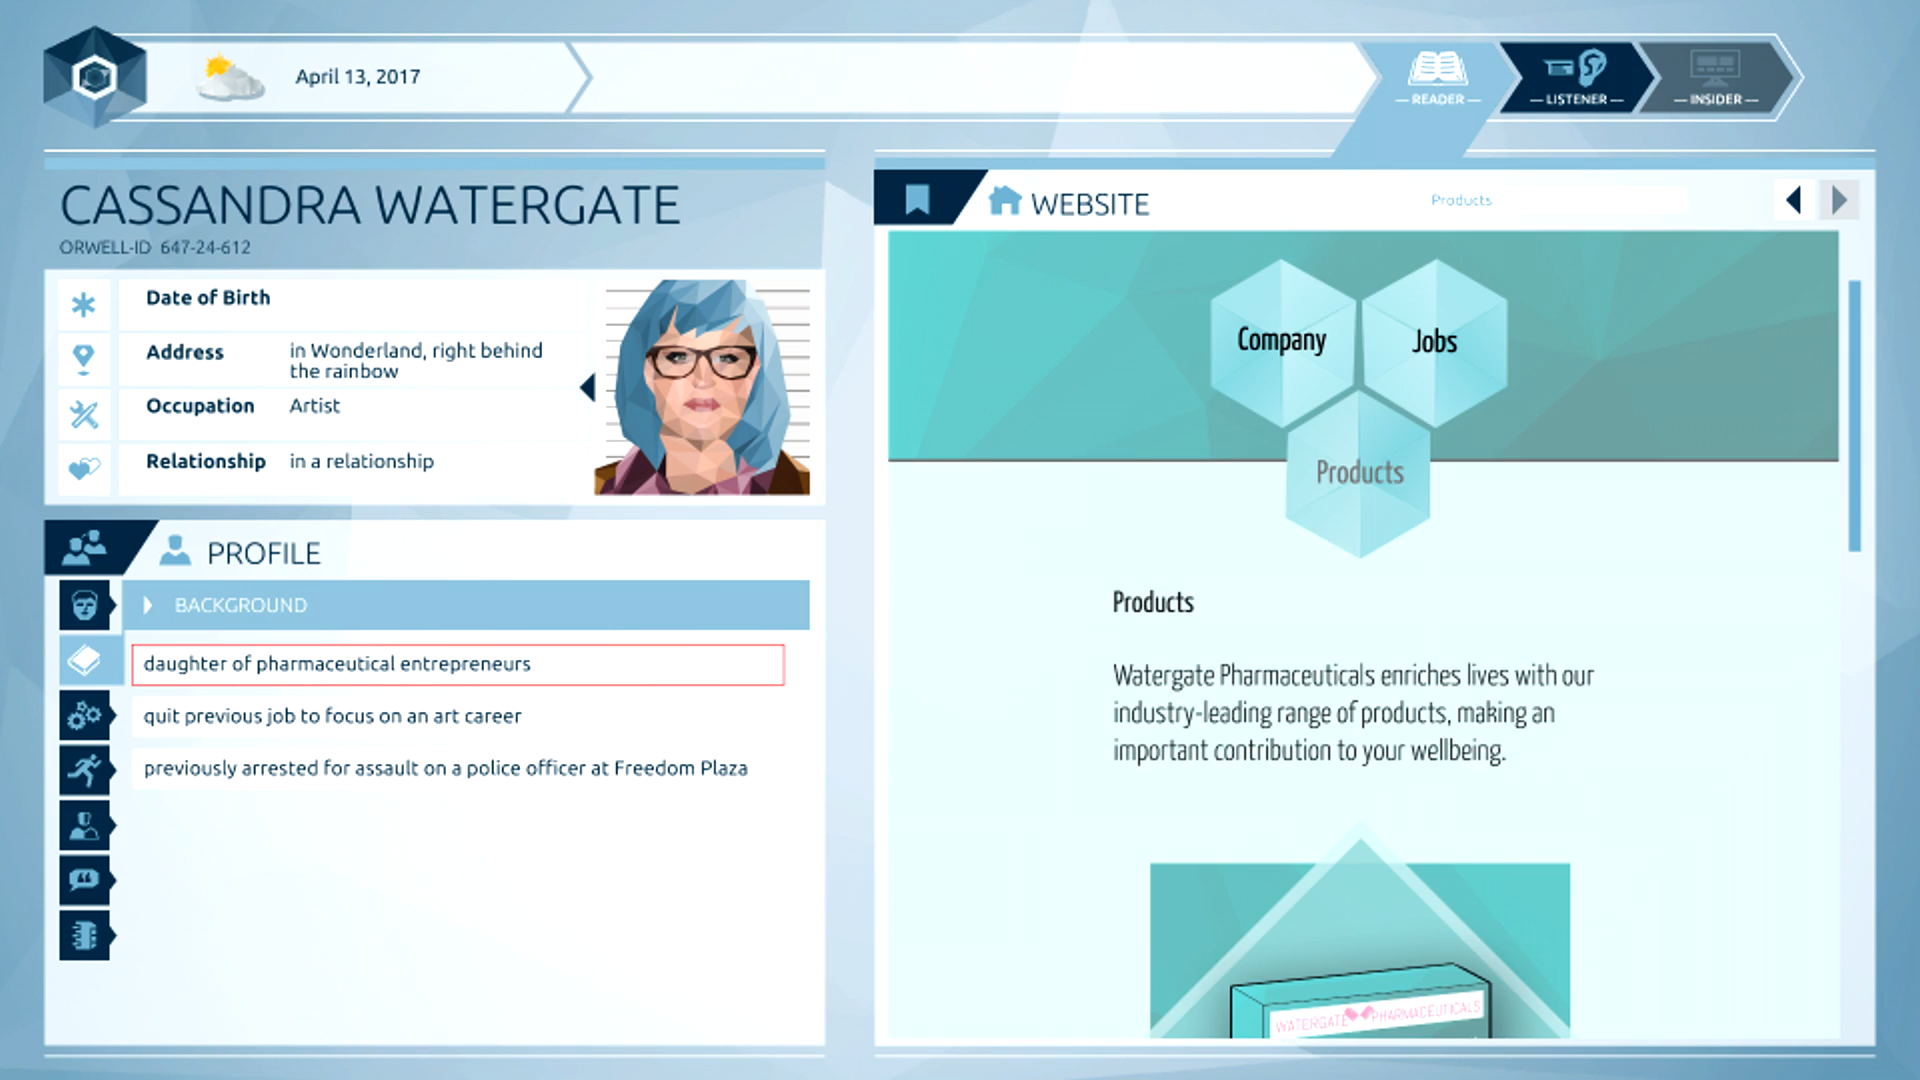 April 13, 2017
READER
LISTENER
INSIDER
CASSANDRA WATERGATE
ORWELL-ID 647-24-612
Date of Birth
Address in Wonderland, right behind
the rainbow
Occupation Artist
Relationship in a relationship
PROFILE
BACKGROUND
daughter of pharmaceutical entrepreneurs
quit previous job to focus on an art career
previously arrested for assault on a police officer at Freedom Plaza
WEBSITE
Products
Company
Jobs
Products
Products
Watergate Pharmaceuticals enriches lives with our
industry-leading range of products, making an
important contribution to your wellbeing.
WATERGATE PHARMACEUTICALS